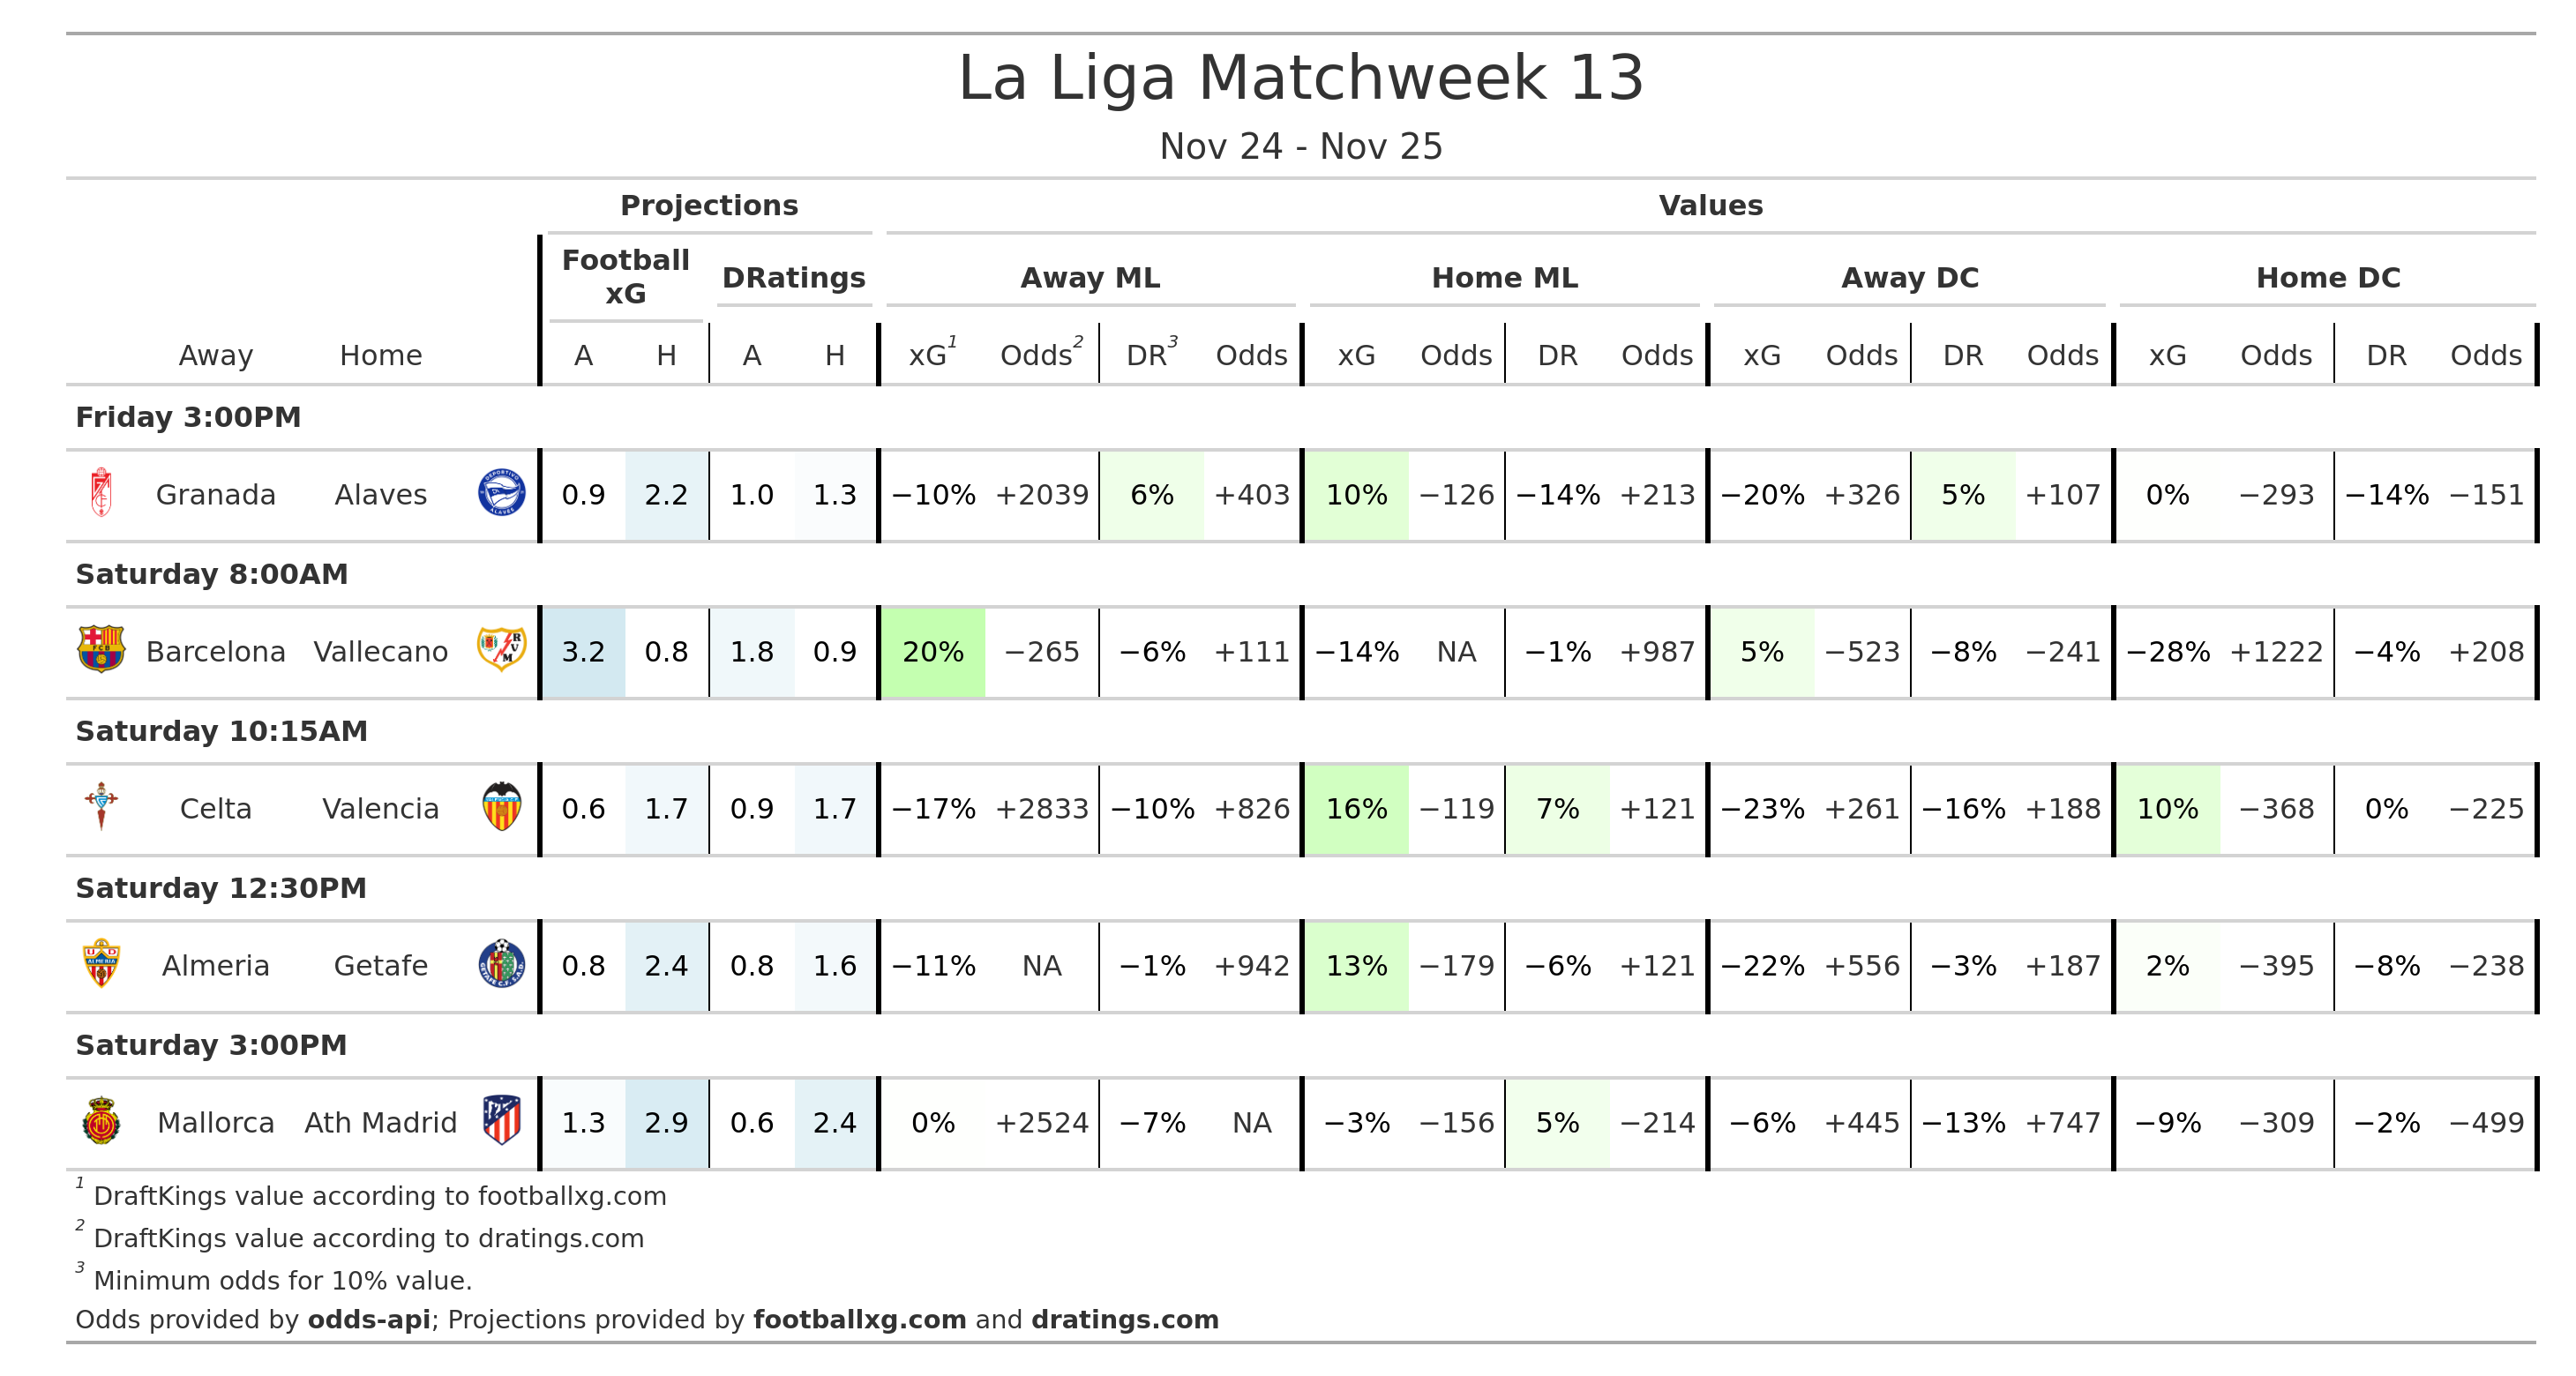 La Liga Matchweek 13
Nov 24 - Nov 25
Projections Values
Football xG DRatings Away ML Home ML Away DC Home DC
Away Home A H A H xG1 Odds2 DR3 Odds xG Odds DR Odds xG Odds DR Odds xG Odds DR Odds
Friday 3:00PM
Granada Alaves 0.9 2.2 1.0 1.3 −10% +2039 6% +403 10% −126 −14% +213 −20% +326 5% +107 0% −293 −14% −151
Saturday 8:00AM
Barcelona Vallecano 3.2 0.8 1.8 0.9 20% −265 −6% +111 −14% NA −1% +987 5% −523 −8% −241 −28% +1222 −4% +208
Saturday 10:15AM
Celta Valencia 0.6 1.7 0.9 1.7 −17% +2833 −10% +826 16% −119 7% +121 −23% +261 −16% +188 10% −368 0% −225
Saturday 12:30PM
Almeria Getafe 0.8 2.4 0.8 1.6 −11% NA −1% +942 13% −179 −6% +121 −22% +556 −3% +187 2% −395 −8% −238
Saturday 3:00PM
Mallorca Ath Madrid 1.3 2.9 0.6 2.4 0% +2524 −7% NA −3% −156 5% −214 −6% +445 −13% +747 −9% −309 −2% −499
1 DraftKings value according to footballxg.com
2 DraftKings value according to dratings.com
3 Minimum odds for 10% value.
Odds provided by odds-api; Projections provided by footballxg.com and dratings.com